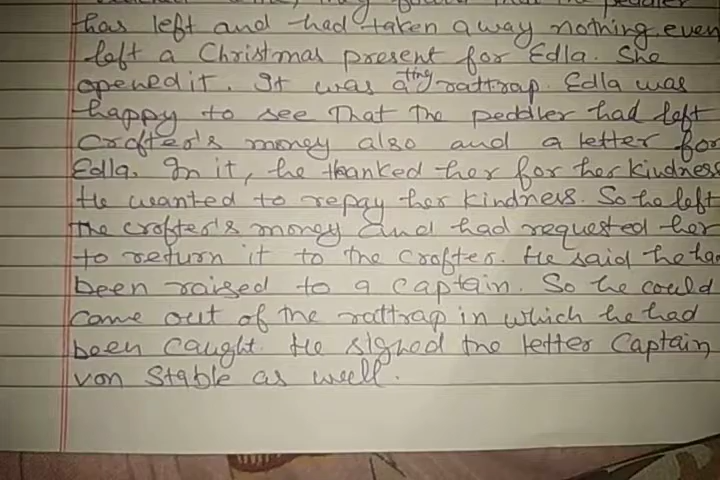 has left and had taken away nothing, even
left a Christmas present for Edla. She
opened it. It was a tiny rattrap. Edla was
happy to see That The peddler had left
Crofter's money also and a letter for
Edla. In it, he thanked her for her kindness
He wanted to repay her kindness. So he left
the crofter's money and had requested her
to return it to the crofter. He said he ha
been raised to a captain. So he could
come out of the rattrap in which he had
been caught. He signed the letter Captain
von Stable as well.